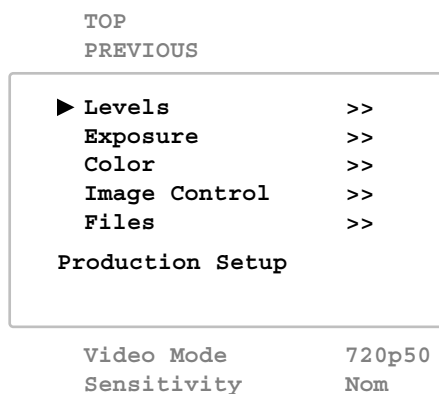 TOP
PREVIOUS
▶ Levels >>
Exposure >>
Color >>
Image Control >>
Files >>
Production Setup
Video Mode 720p50
Sensitivity Nom